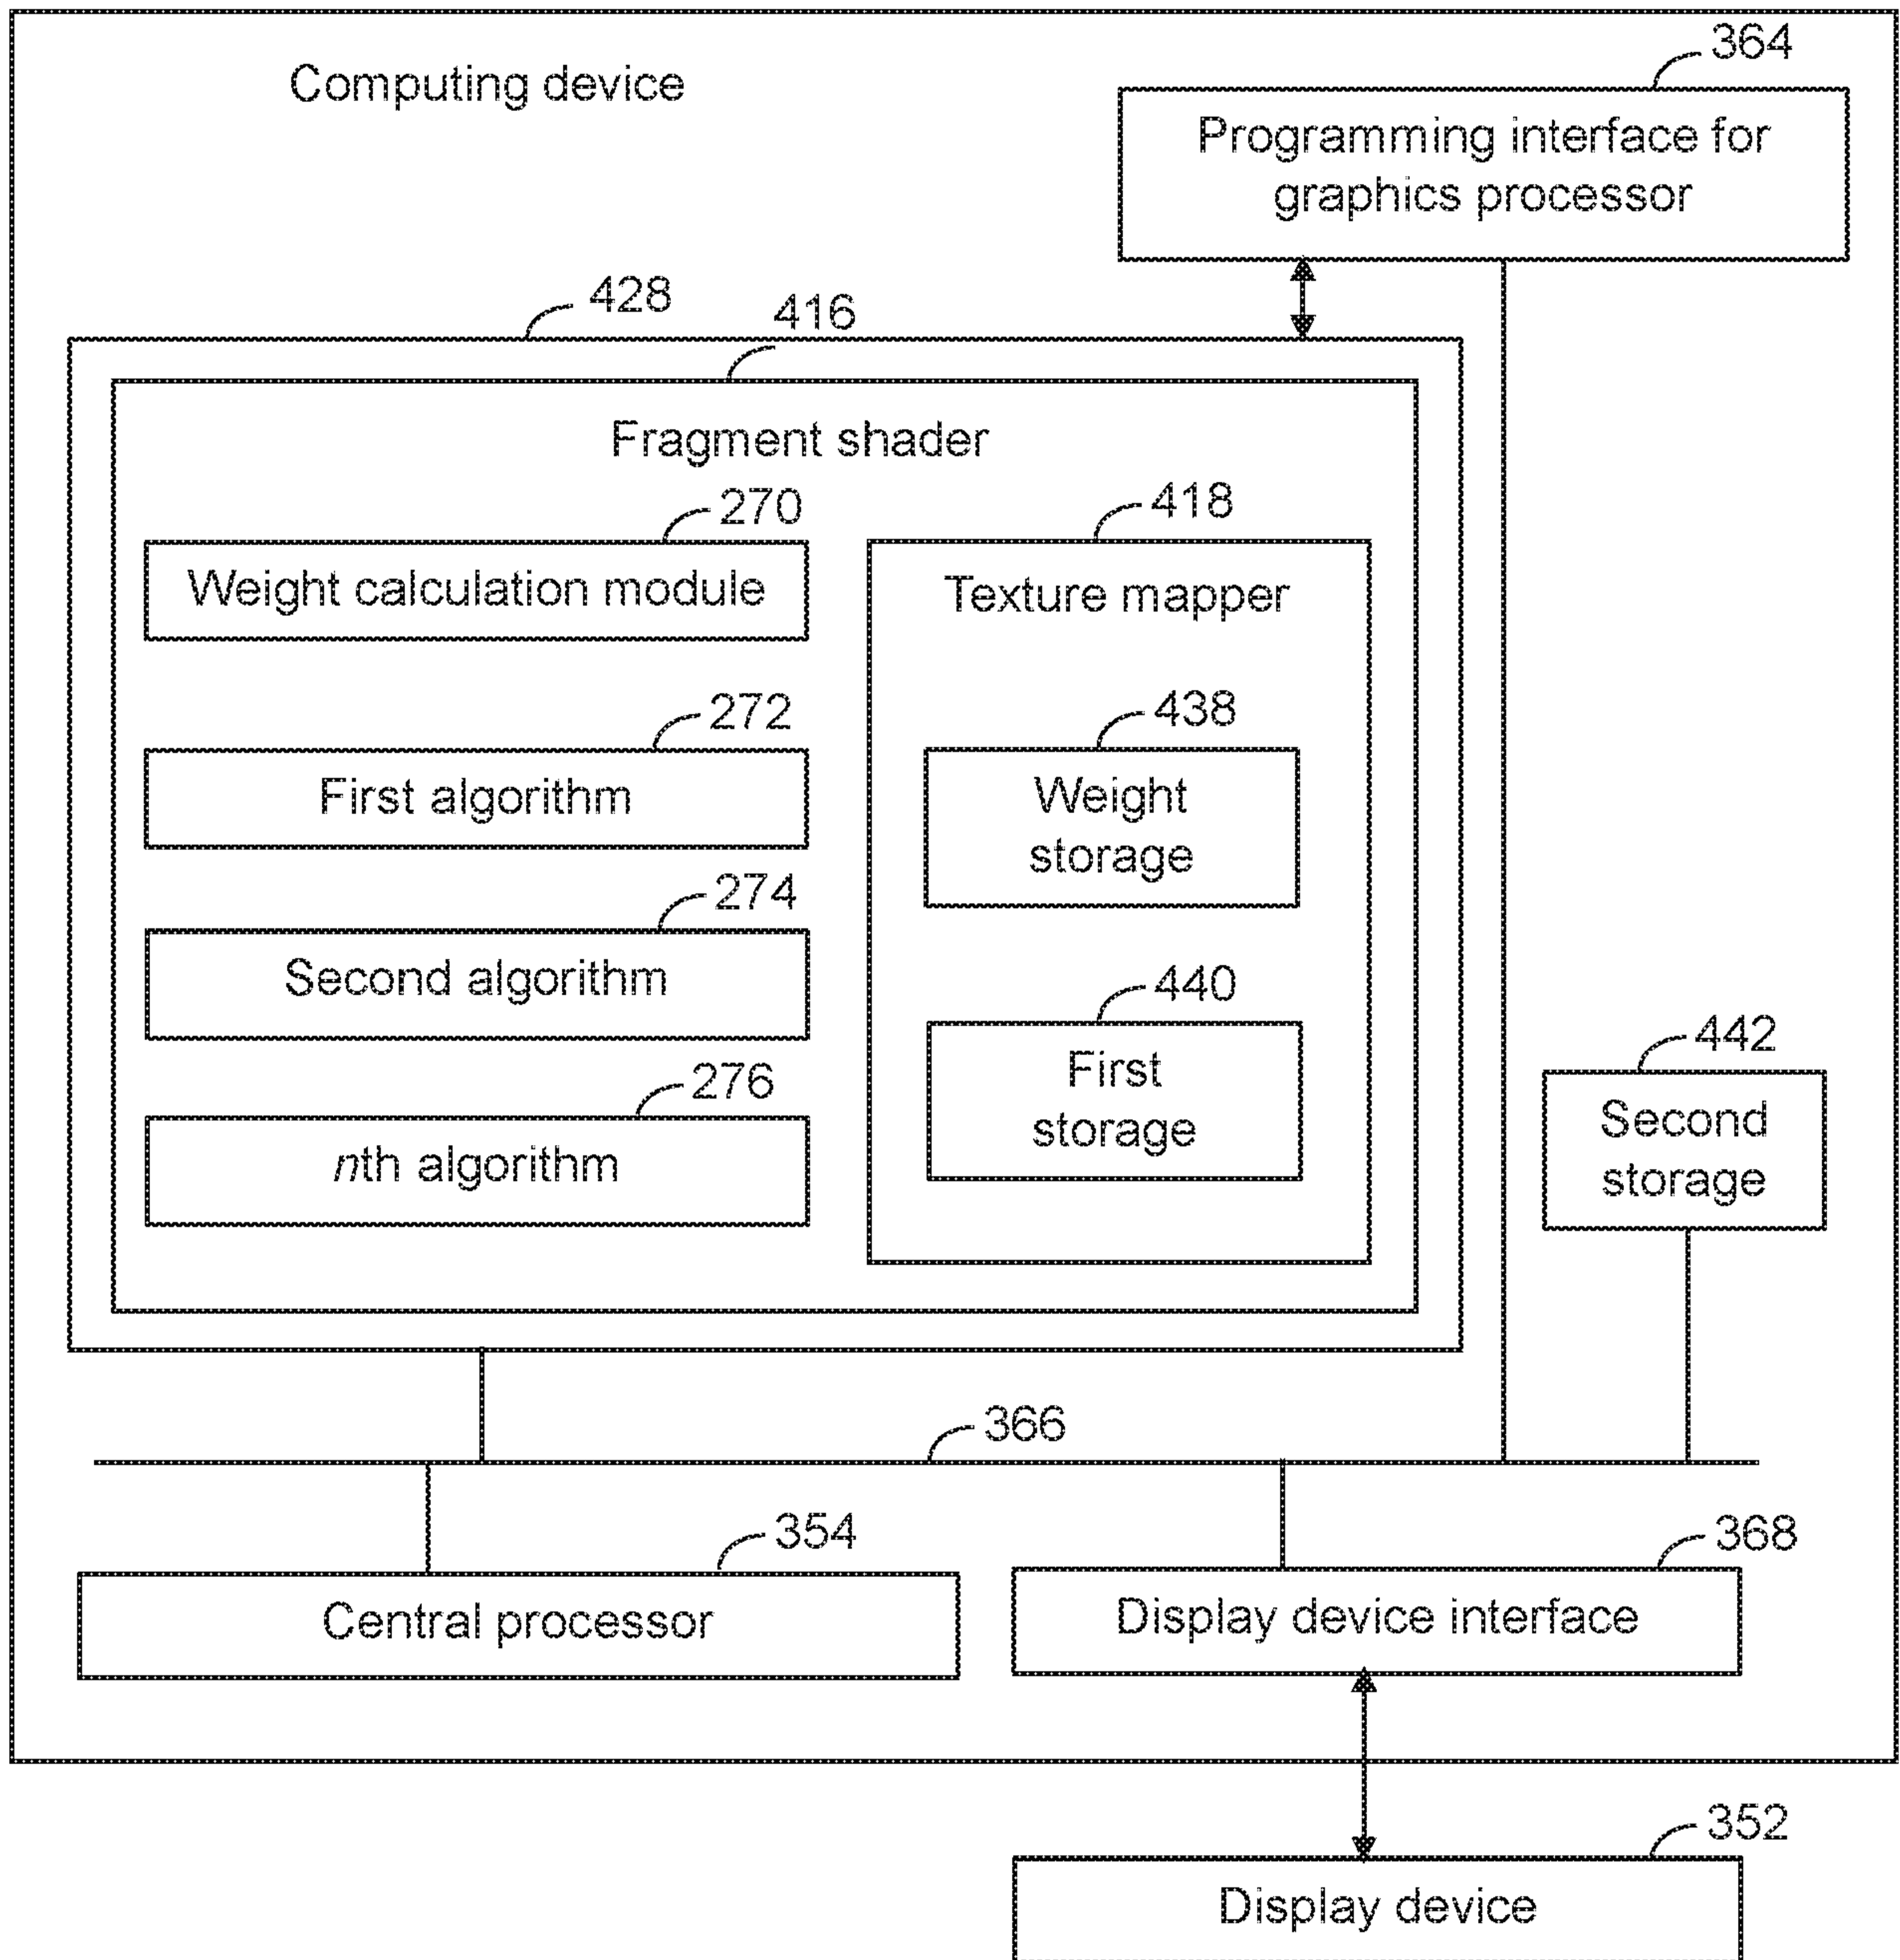 Computing device
364
Programming interface for
graphics processor
428
416
Fragment shader
270
Weight calculation module
418
Texture mapper
272
First algorithm
438
Weight
storage
274
Second algorithm
440
First
storage
276
nth algorithm
442
Second
storage
366
354
Central processor
368
Display device interface
352
Display device